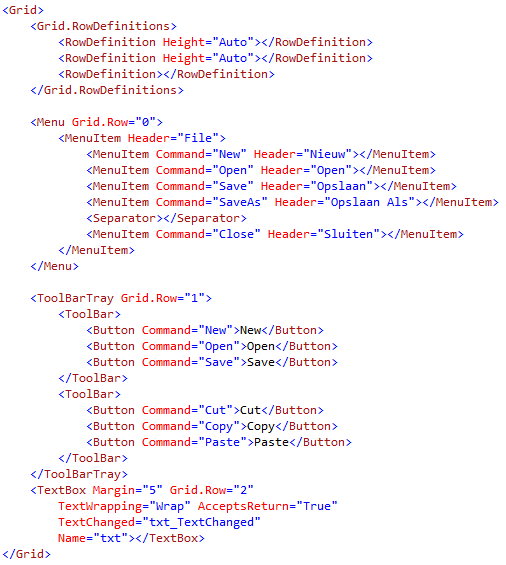 <Grid>
    <Grid.RowDefinitions>
        <RowDefinition Height="Auto"></RowDefinition>
        <RowDefinition Height="Auto"></RowDefinition>
        <RowDefinition></RowDefinition>
    </Grid.RowDefinitions>

    <Menu Grid.Row="0">
        <MenuItem Header="File">
            <MenuItem Command="New" Header="Nieuw"></MenuItem>
            <MenuItem Command="Open" Header="Open"></MenuItem>
            <MenuItem Command="Save" Header="Opslaan"></MenuItem>
            <MenuItem Command="SaveAs" Header="Opslaan Als"></MenuItem>
            <Separator></Separator>
            <MenuItem Command="Close" Header="Sluiten"></MenuItem>
        </MenuItem>
    </Menu>

    <ToolBarTray Grid.Row="1">
        <ToolBar>
            <Button Command="New">New</Button>
            <Button Command="Open">Open</Button>
            <Button Command="Save">Save</Button>
        </ToolBar>
        <ToolBar>
            <Button Command="Cut">Cut</Button>
            <Button Command="Copy">Copy</Button>
            <Button Command="Paste">Paste</Button>
        </ToolBar>
    </ToolBarTray>
    <TextBox Margin="5" Grid.Row="2"
        TextWrapping="Wrap" AcceptsReturn="True"
        TextChanged="txt_TextChanged"
        Name="txt"></TextBox>
</Grid>